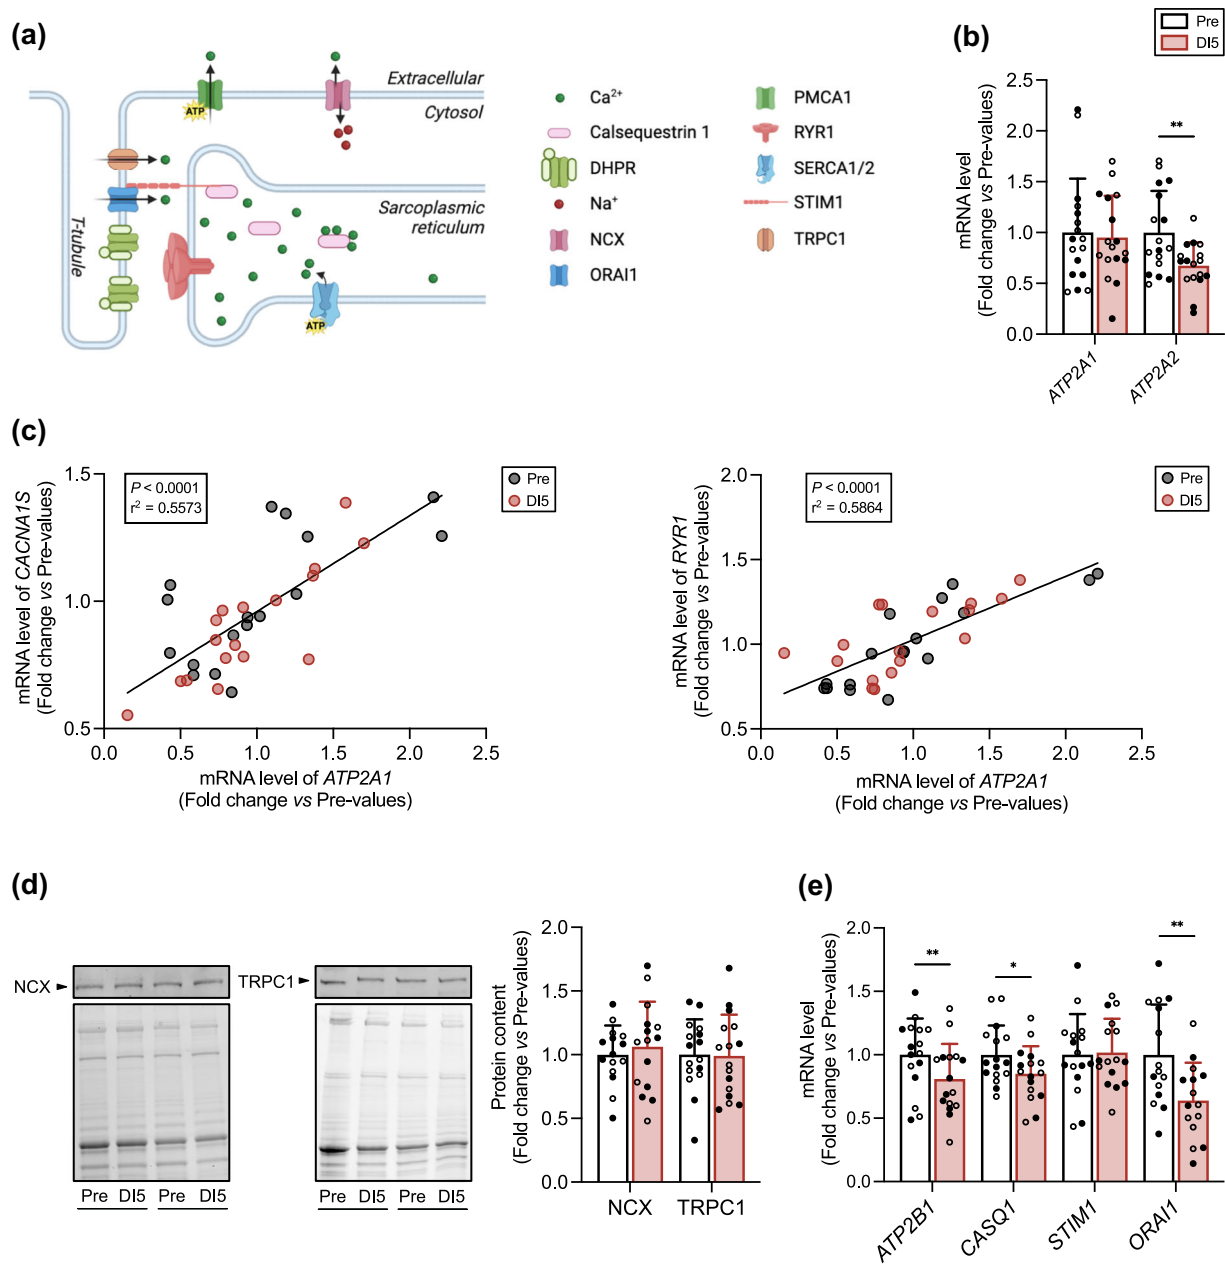 (a)
Extracellular
Cytosol
ATP
T-tubule
Sarcoplasmic
reticulum
ATP
Ca²⁺
Calsequestrin 1
DHPR
Na⁺
NCX
ORAI1
PMCA1
RYR1
SERCA1/2
STIM1
TRPC1
(b)
Pre
DI5
mRNA level
(Fold change vs Pre-values)
2.5
2.0
1.5
1.0
0.5
0.0
**
ATP2A1
ATP2A2
(c)
mRNA level of CACNA1S
(Fold change vs Pre-values)
1.5
1.0
0.5
P < 0.0001
r² = 0.5573
Pre
DI5
0.0
0.5
1.0
1.5
2.0
2.5
mRNA level of ATP2A1
(Fold change vs Pre-values)
mRNA level of RYR1
(Fold change vs Pre-values)
2.0
1.5
1.0
0.5
P < 0.0001
r² = 0.5864
Pre
DI5
0.0
0.5
1.0
1.5
2.0
2.5
mRNA level of ATP2A1
(Fold change vs Pre-values)
(d)
NCX
Pre DI5 Pre DI5
TRPC1
Pre DI5 Pre DI5
Protein content
(Fold change vs Pre-values)
2.0
1.5
1.0
0.5
0.0
NCX
TRPC1
(e)
mRNA level
(Fold change vs Pre-values)
2.0
1.5
1.0
0.5
0.0
**
*
**
ATP2B1
CASQ1
STIM1
ORAI1